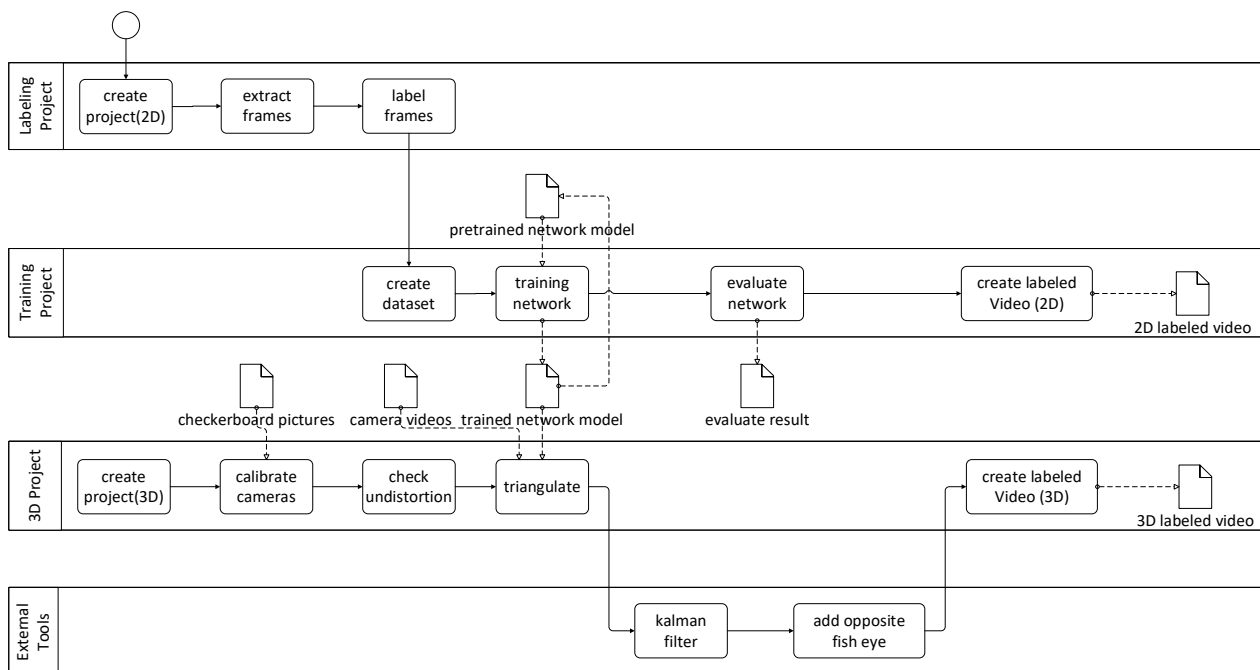 Labeling
Project
create
project(2D)
extract
frames
label
frames
pretrained network model
Training
Project
create
dataset
training
network
evaluate
network
create labeled
Video (2D)
2D labeled video
checkerboard pictures
camera videos
trained network model
evaluate result
3D Project
create
project(3D)
calibrate
cameras
check
undistortion
triangulate
create labeled
Video (3D)
3D labeled video
External
Tools
kalman
filter
add opposite
fish eye